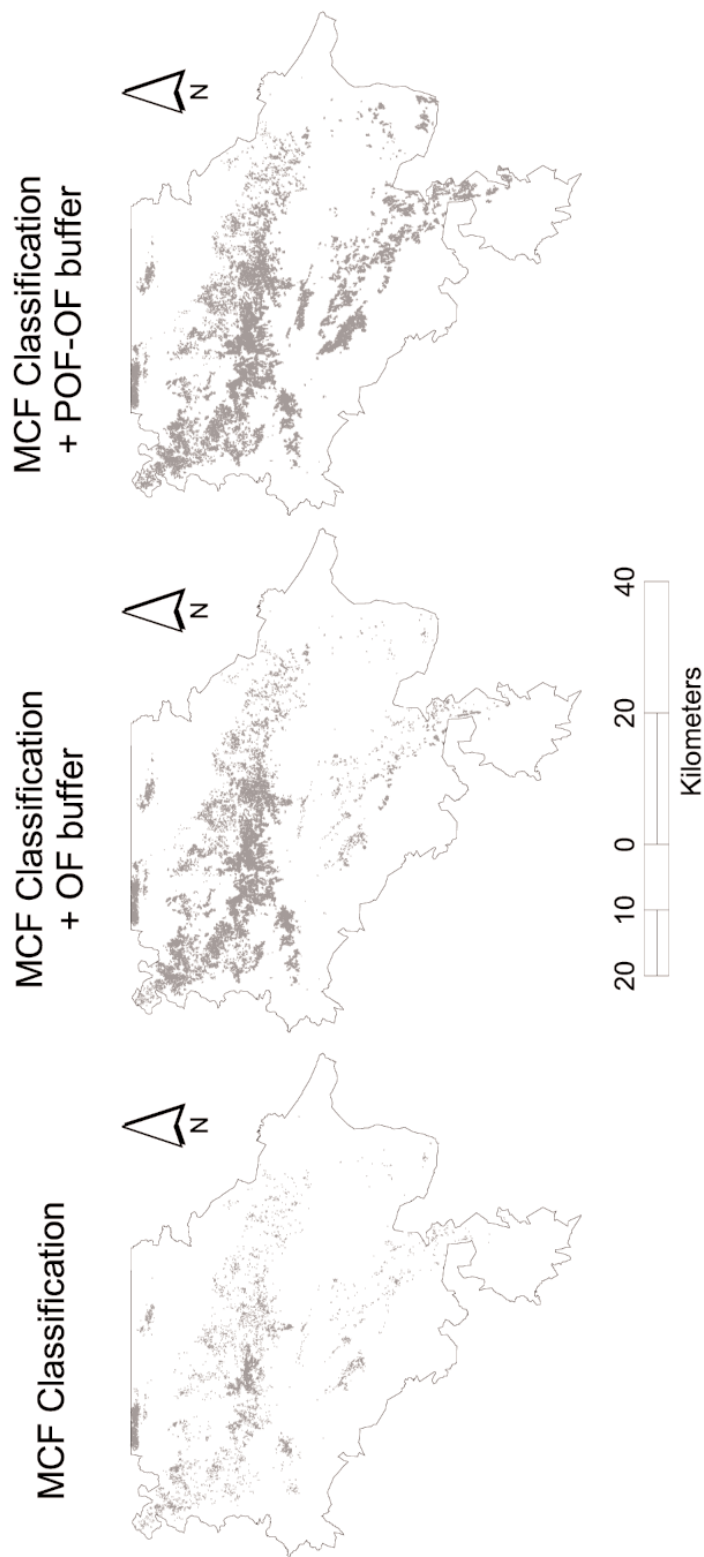 MCF Classification
N
MCF Classification
+ OF buffer
N
MCF Classification
+ POF-OF buffer
N
20 10 0 20 40
Kilometers